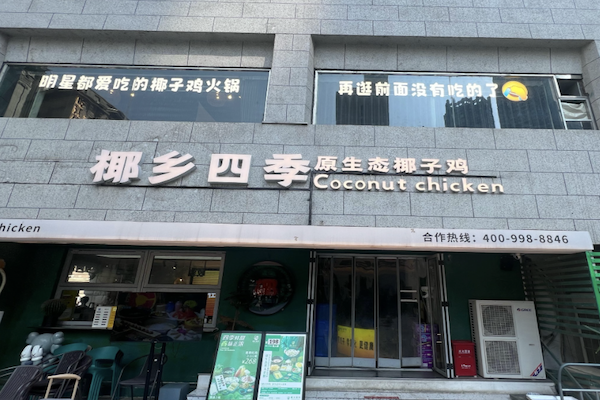 明星都爱吃的椰子鸡火锅
再逛前面没有吃的了
椰乡四季
原生态椰子鸡
Coconut chicken
hicken
合作热线：400-998-8846
198